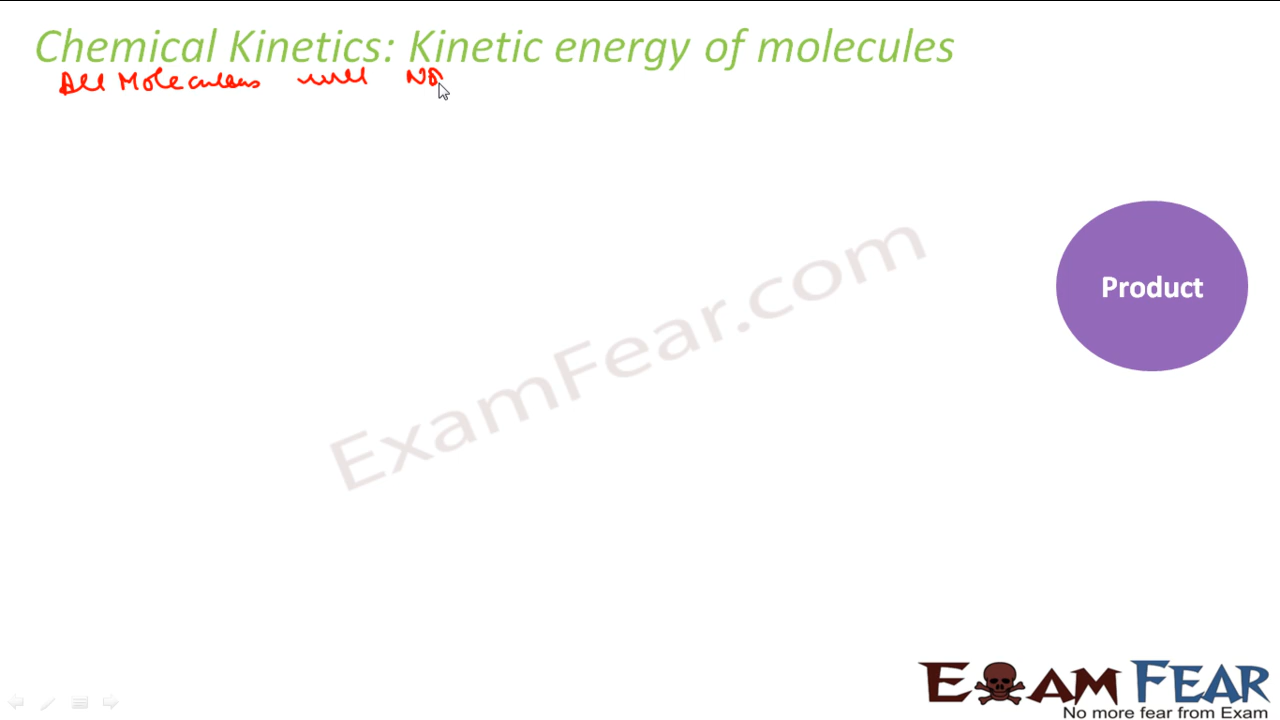 Chemical Kinetics: Kinetic energy of molecules
All Molecules will No
Product
ExamFear.com
EXAM FEAR
No more fear from Exam